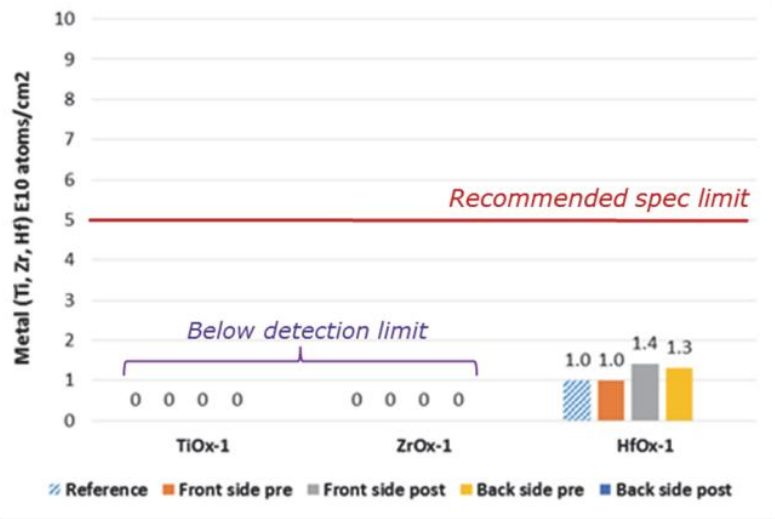 10
9
8
7
6
5
4
3
2
1
0
Metal (Ti, Zr, Hf) E10 atoms/cm2
Recommended spec limit
Below detection limit
0 0 0 0
0 0 0 0
1.0 1.0 1.4 1.3
TiOx-1 ZrOx-1 HfOx-1
Reference Front side pre Front side post Back side pre Back side post